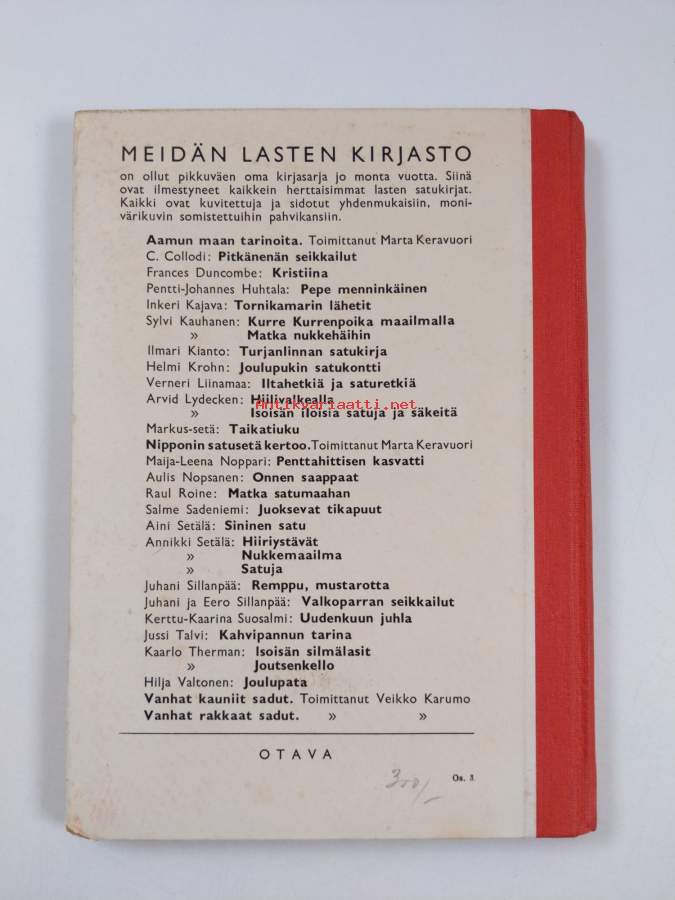 MEIDÄN LASTEN KIRJASTO
on ollut pikkuväen oma kirjasarja jo monta vuotta. Siinä
ovat ilmestyneet kaikkein herttaisimmat lasten satukirjat.
Kaikki ovat kuvitettuja ja sidotut yhdenmukaisiin, moni-
värikuvin somistettuihin pahvikansiin.
Aamun maan tarinoita. Toimittanut Marta Keravuori
C. Collodi: Pitkänenän seikkailut
Frances Duncombe: Kristiina
Pentti-Johannes Huhtala: Pepe menninkäinen
Inkeri Kajava: Tornikamarin lähetit
Sylvi Kauhanen: Kurre Kurrenpoika maailmalla
» Matka nukkehäihin
Ilmari Kianto: Turjanlinnan satukirja
Helmi Krohn: Joulupukin satukontti
Verneri Liinamaa: Iltahetkiä ja saturetkiä
Arvid Lydecken: Hiilivalkealla
Antikvariaatti.net
» Isoisän iloisia satuja ja säkeitä
Markus-setä: Taikatiuku
Nipponin satusetä kertoo. Toimittanut Marta Keravuori
Maija-Leena Noppari: Penttahittisen kasvatti
Aulis Nopsanen: Onnen saappaat
Raul Roine: Matka satumaahan
Salme Sadeniemi: Juoksevat tikapuut
Aini Setälä: Sininen satu
Annikki Setälä: Hiiriystävät
» Nukkemaailma
» Satuja
Juhani Sillanpää: Remppu, mustarotta
Juhani ja Eero Sillanpää: Valkoparran seikkailut
Kerttu-Kaarina Suosalmi: Uudenkuun juhla
Jussi Talvi: Kahvipannun tarina
Kaarlo Therman: Isoisän silmälasit
» Joutsenkello
Hilja Valtonen: Joulupata
Vanhat kauniit sadut. Toimittanut Veikko Karumo
Vanhat rakkaat sadut. » »
OTAVA
300/-
Os. 3